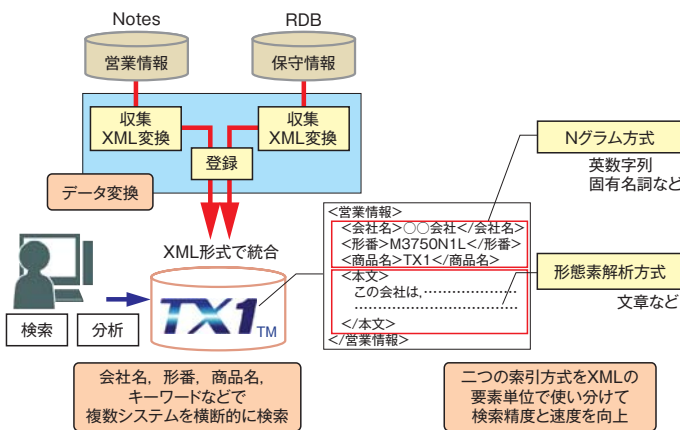 Notes
RDB
営業情報
保守情報
収集
XML変換
収集
XML変換
登録
データ変換
XML形式で統合
TX1 TM
検索
分析
会社名，形番，商品名，
キーワードなどで
複数システムを横断的に検索
<営業情報>
<会社名>○○会社</会社名>
<形番>M3750N1L</形番>
<商品名>TX1</商品名>
<本文>
この会社は，…………………
……………………………………
</本文>
</営業情報>
Nグラム方式
英数字列
固有名詞など
形態素解析方式
文章など
二つの索引方式をXMLの
要素単位で使い分けて
検索精度と速度を向上